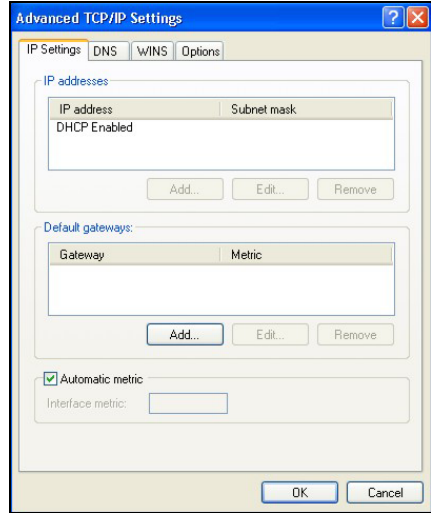 Advanced TCP/IP Settings
IP Settings DNS WINS Options
IP addresses
IP address Subnet mask
DHCP Enabled
Add... Edit... Remove
Default gateways:
Gateway Metric
Add... Edit... Remove
Automatic metric
Interface metric:
OK Cancel